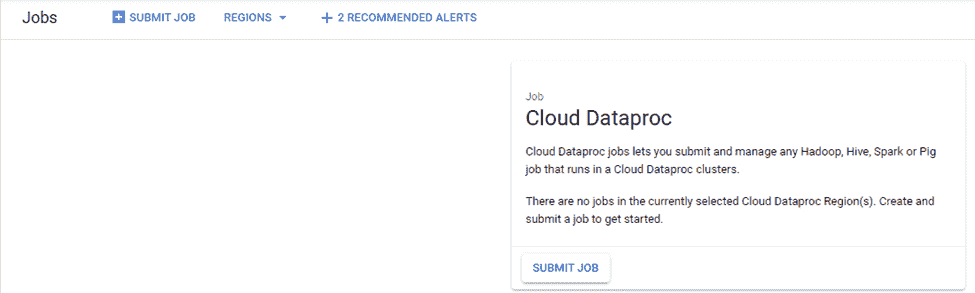 Jobs SUBMIT JOB REGIONS 2 RECOMMENDED ALERTS
Job
Cloud Dataproc
Cloud Dataproc jobs lets you submit and manage any Hadoop, Hive, Spark or Pig
job that runs in a Cloud Dataproc clusters.
There are no jobs in the currently selected Cloud Dataproc Region(s). Create and
submit a job to get started.
SUBMIT JOB